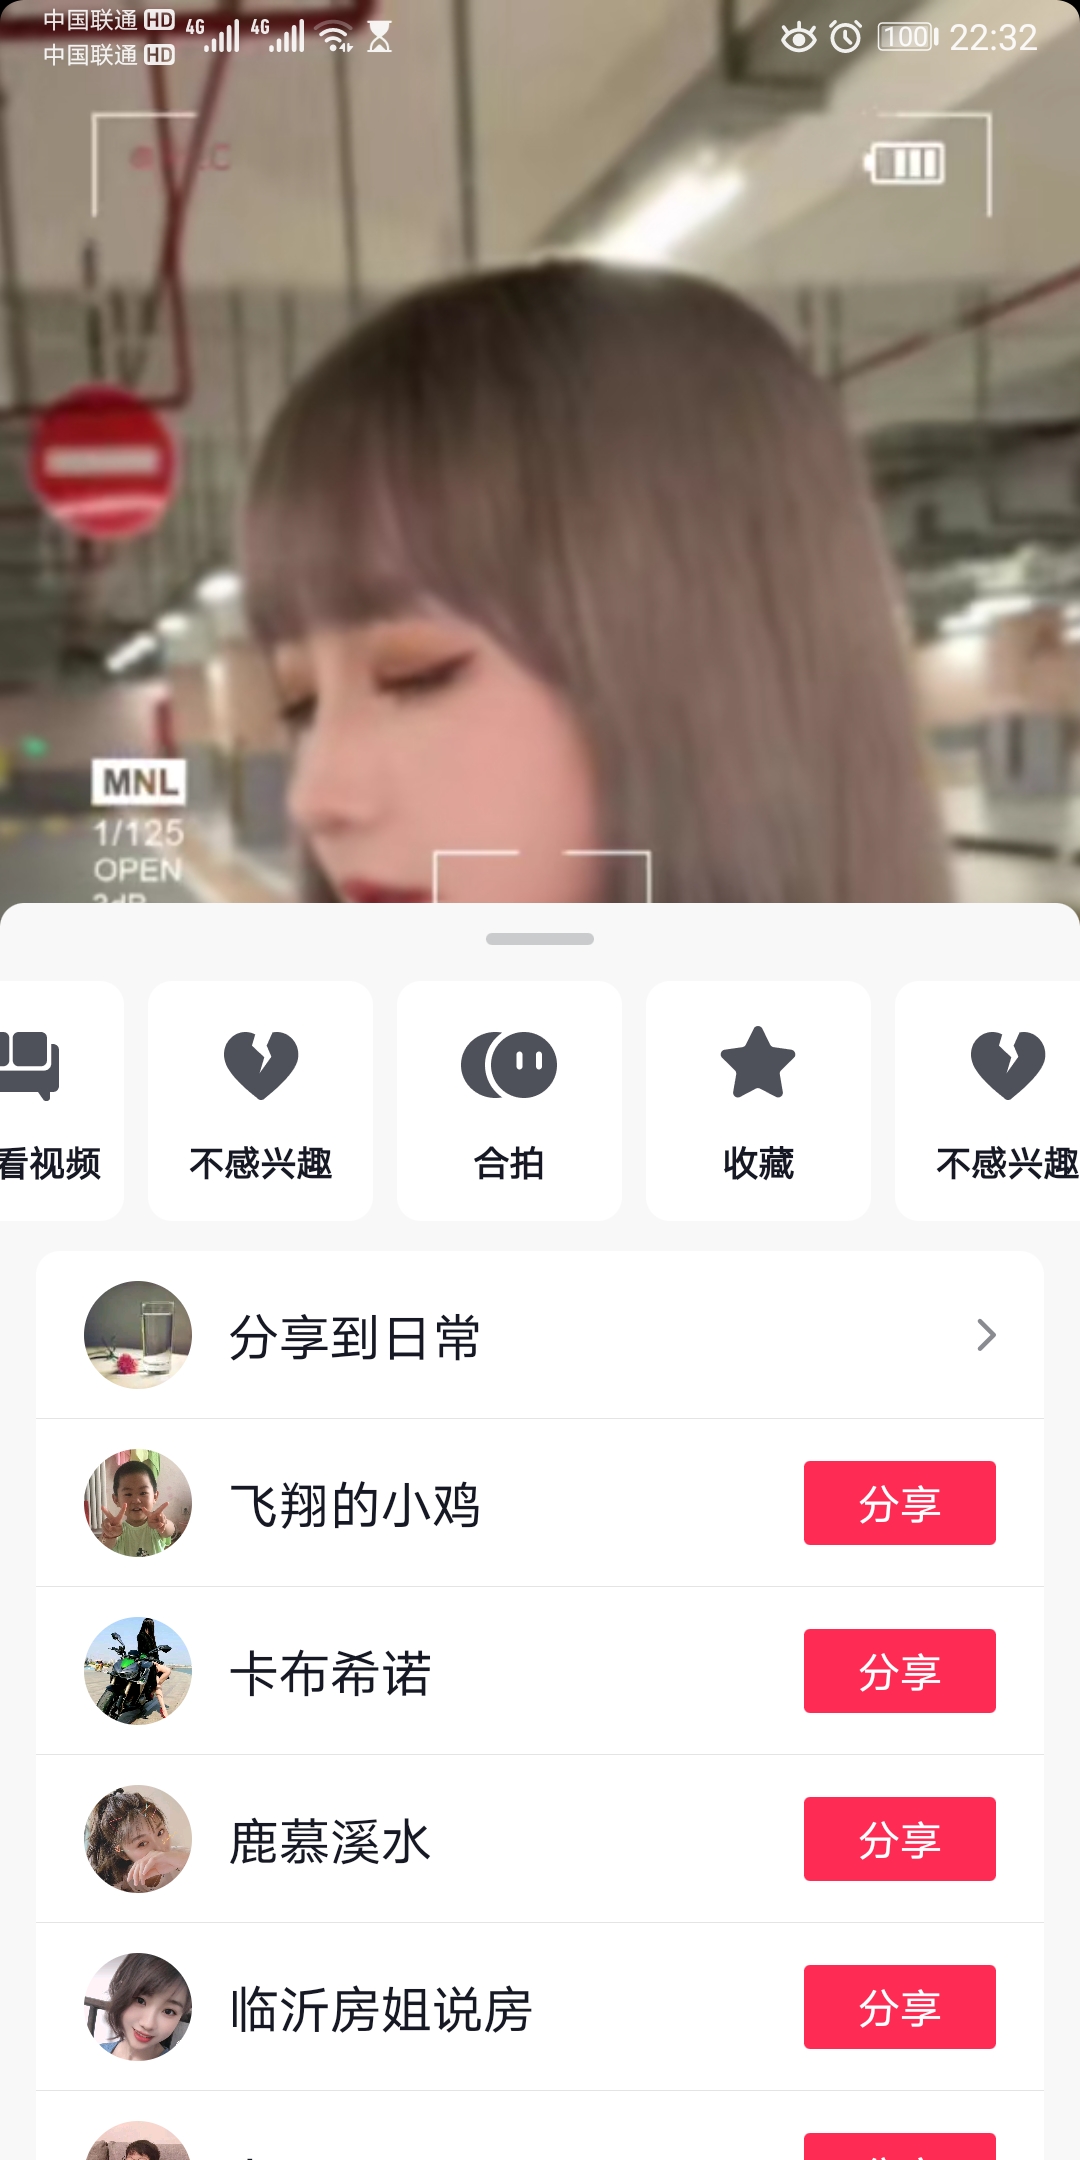 中国联通 HD 4G 4G 100 22:32
中国联通 HD
MNL
1/125
OPEN
看视频 不感兴趣 合拍 收藏 不感兴趣
分享到日常
飞翔的小鸡 分享
卡布希诺 分享
鹿慕溪水 分享
临沂房姐说房 分享